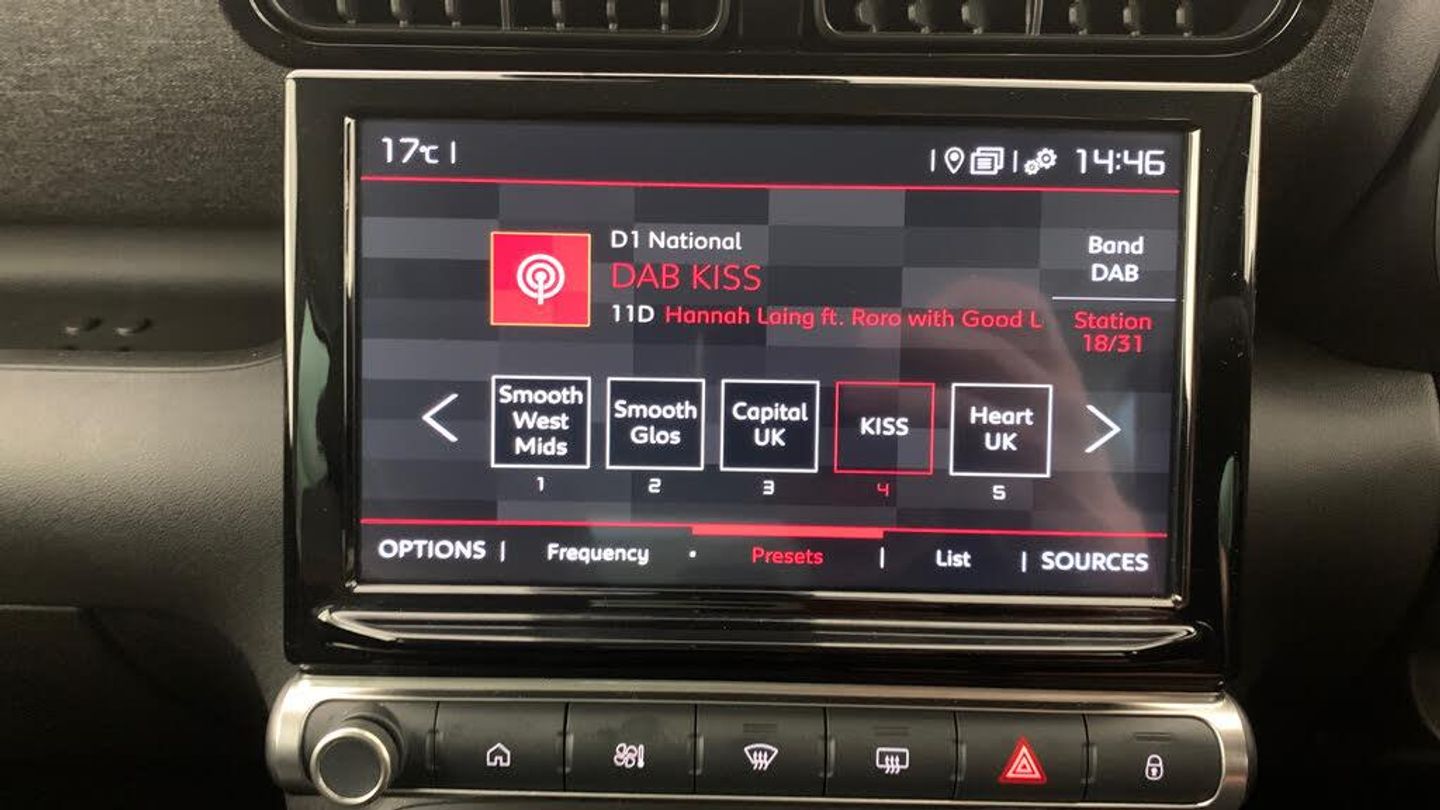 17°C
14:46
D1 National
DAB KISS
11D Hannah Laing ft. Roro with Good L
Band
DAB
Station
18/31
Smooth
West
Mids
Smooth
Glos
Capital
UK
KISS
Heart
UK
1 2 3 4 5
OPTIONS Frequency Presets List SOURCES